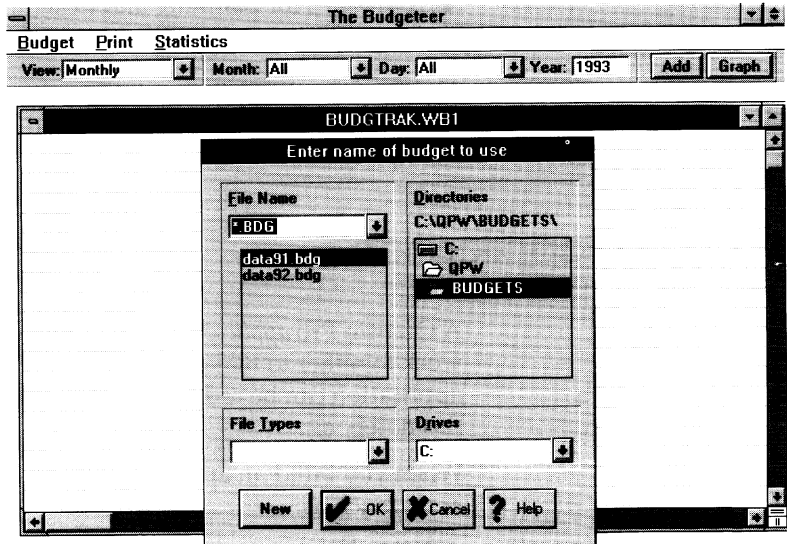 The Budgeteer
Budget Print Statistics
View: Monthly Month: All Day: All Year: 1993 Add Graph
BUDGTRAK.WB1
Enter name of budget to use
File Name Directories
*.BDG C:\QPW\BUDGETS\
data91.bdg C:
data92.bdg QPW
BUDGETS
File Types Drives
C:
New OK Cancel Help